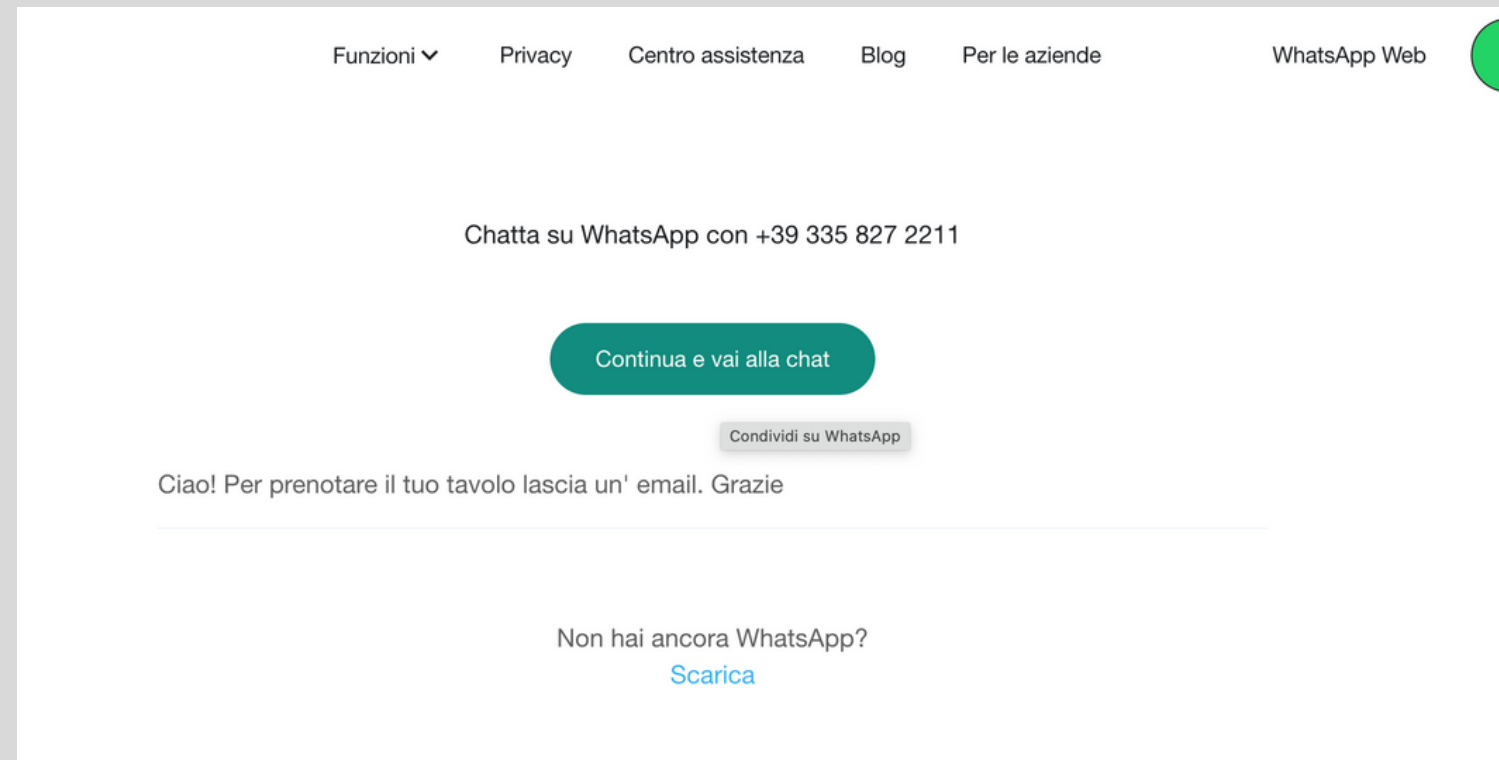 Funzioni Privacy Centro assistenza Blog Per le aziende WhatsApp Web
Chatta su WhatsApp con +39 335 827 2211
Continua e vai alla chat
Condividi su WhatsApp
Ciao! Per prenotare il tuo tavolo lascia un' email. Grazie
Non hai ancora WhatsApp?
Scarica